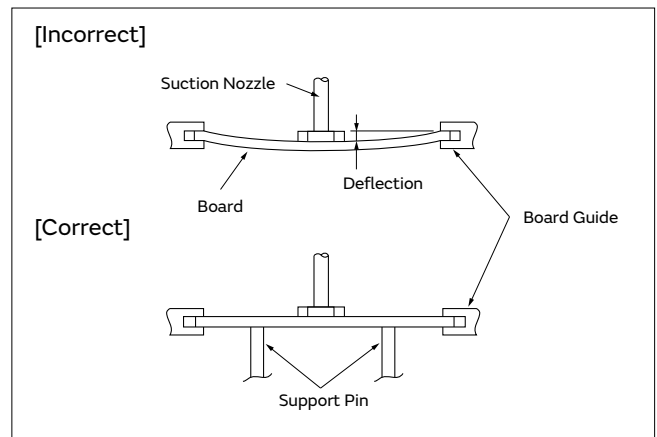 [Incorrect]
Suction Nozzle
Deflection
Board
Board Guide
[Correct]
Support Pin